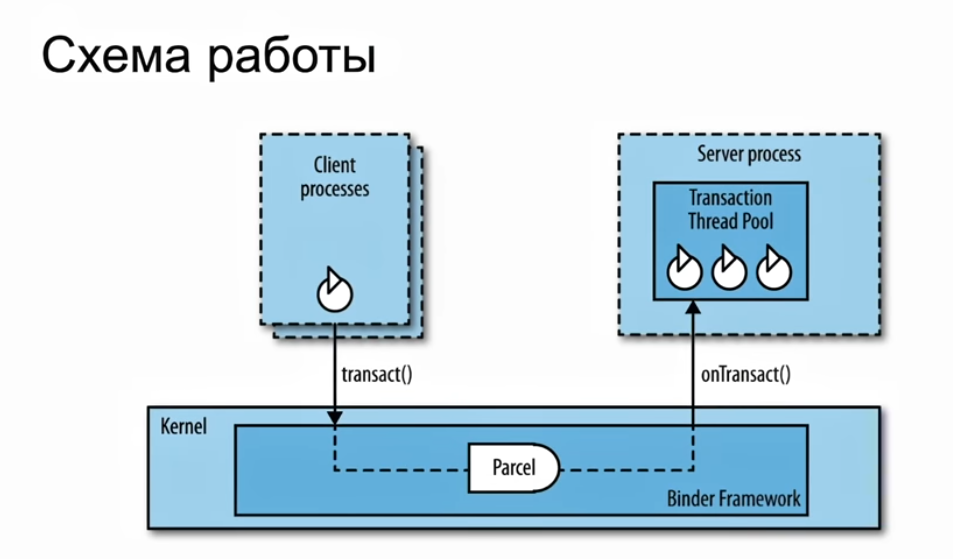 Схема работы
Client
processes
Server process
Transaction
Thread Pool
transact()
onTransact()
Kernel
Parcel
Binder Framework